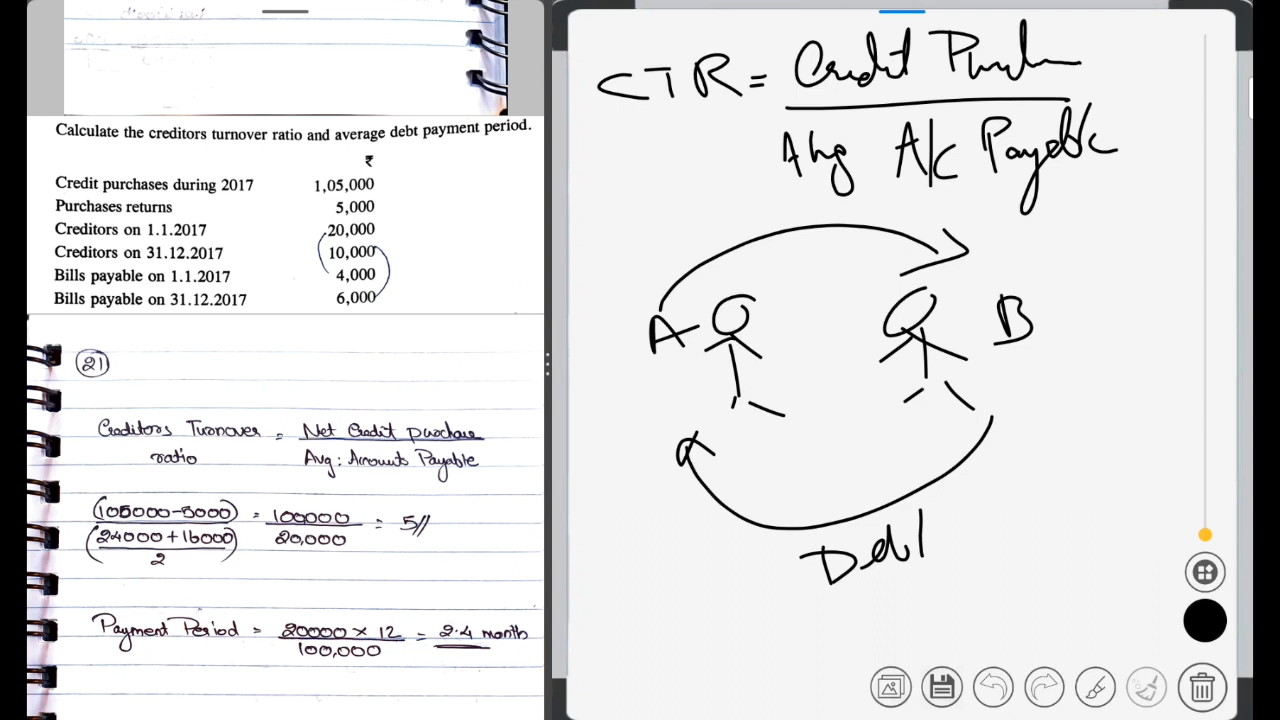 Calculate the creditors turnover ratio and average debt payment period.
₹
Credit purchases during 2017 1,05,000
Purchases returns 5,000
Creditors on 1.1.2017 20,000
Creditors on 31.12.2017 10,000
Bills payable on 1.1.2017 4,000
Bills payable on 31.12.2017 6,000
21
Creditors Turnover ratio = Net Credit purchase
Avg: Accounts Payable
(105000-5000) = 100000 = 5//
(24000+16000) 20,000
2
Payment Period = 20000 × 12 = 2.4 month
100,000
CTR = Credit Purchase
Avg A/c Payable
A B
Debt